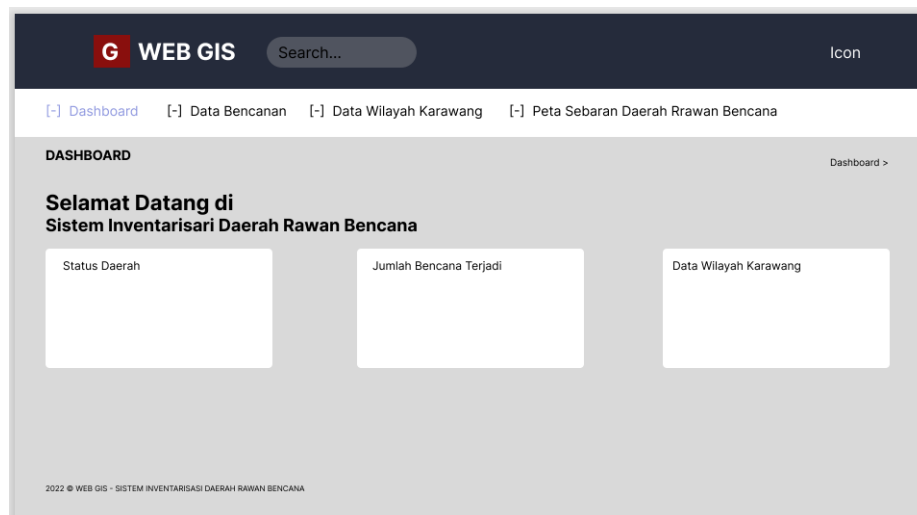 G WEB GIS Search... Icon
[-] Dashboard [-] Data Bencanan [-] Data Wilayah Karawang [-] Peta Sebaran Daerah Rrawan Bencana
DASHBOARD
Dashboard >
Selamat Datang di
Sistem Inventarisari Daerah Rawan Bencana
Status Daerah Jumlah Bencana Terjadi Data Wilayah Karawang
2022 © WEB GIS - SISTEM INVENTARISASI DAERAH RAWAN BENCANA